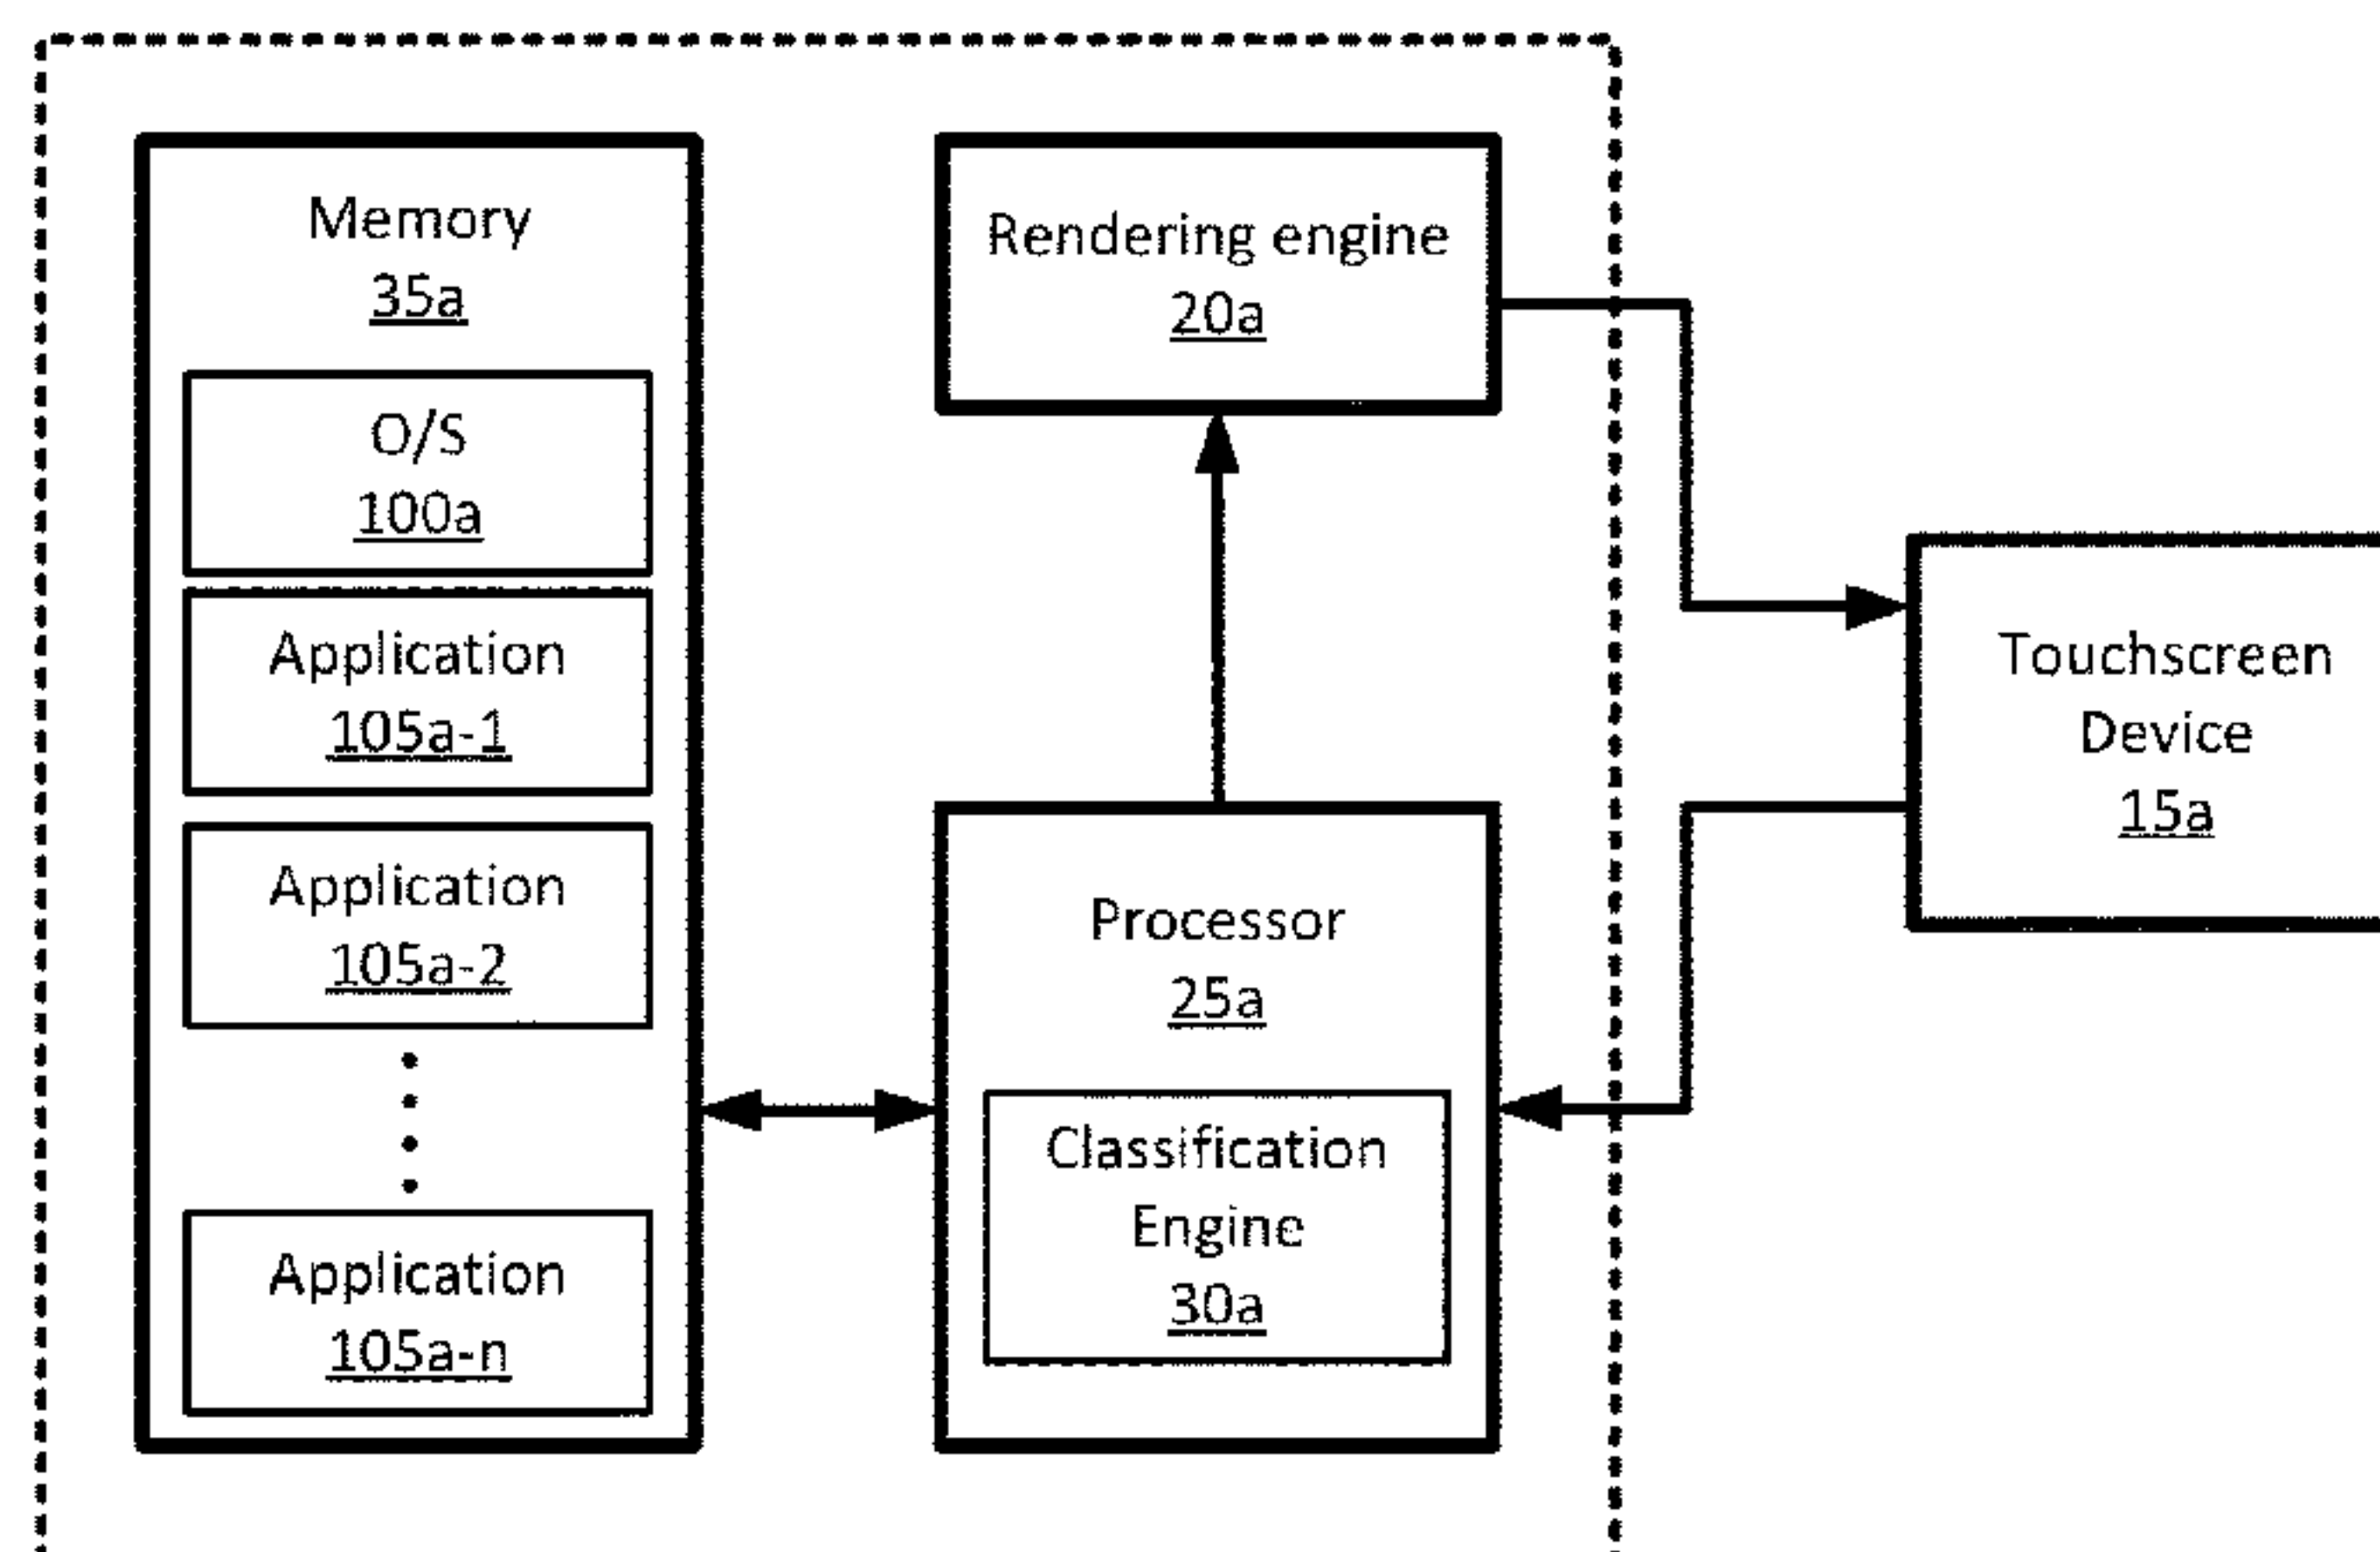 Memory
35a
O/S
100a
Application
105a-1
Application
105a-2
Application
105a-n
Rendering engine
20a
Processor
25a
Classification
Engine
30a
Touchscreen
Device
15a